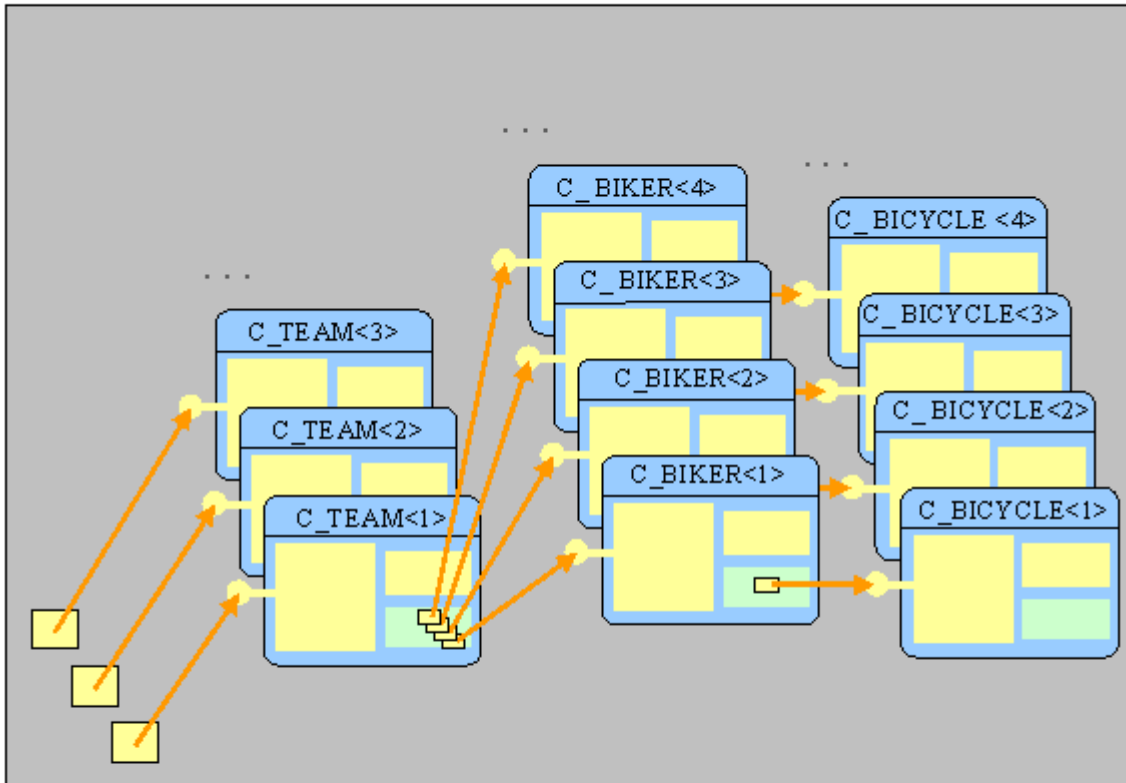 . . .
. . .
C_BIKER<4>
C_BICYCLE <4>
. . .
C_BIKER<3>
C_BICYCLE<3>
C_TEAM<3>
C_BIKER<2>
C_BICYCLE<2>
C_TEAM<2>
C_BIKER<1>
C_BICYCLE<1>
C_TEAM<1>